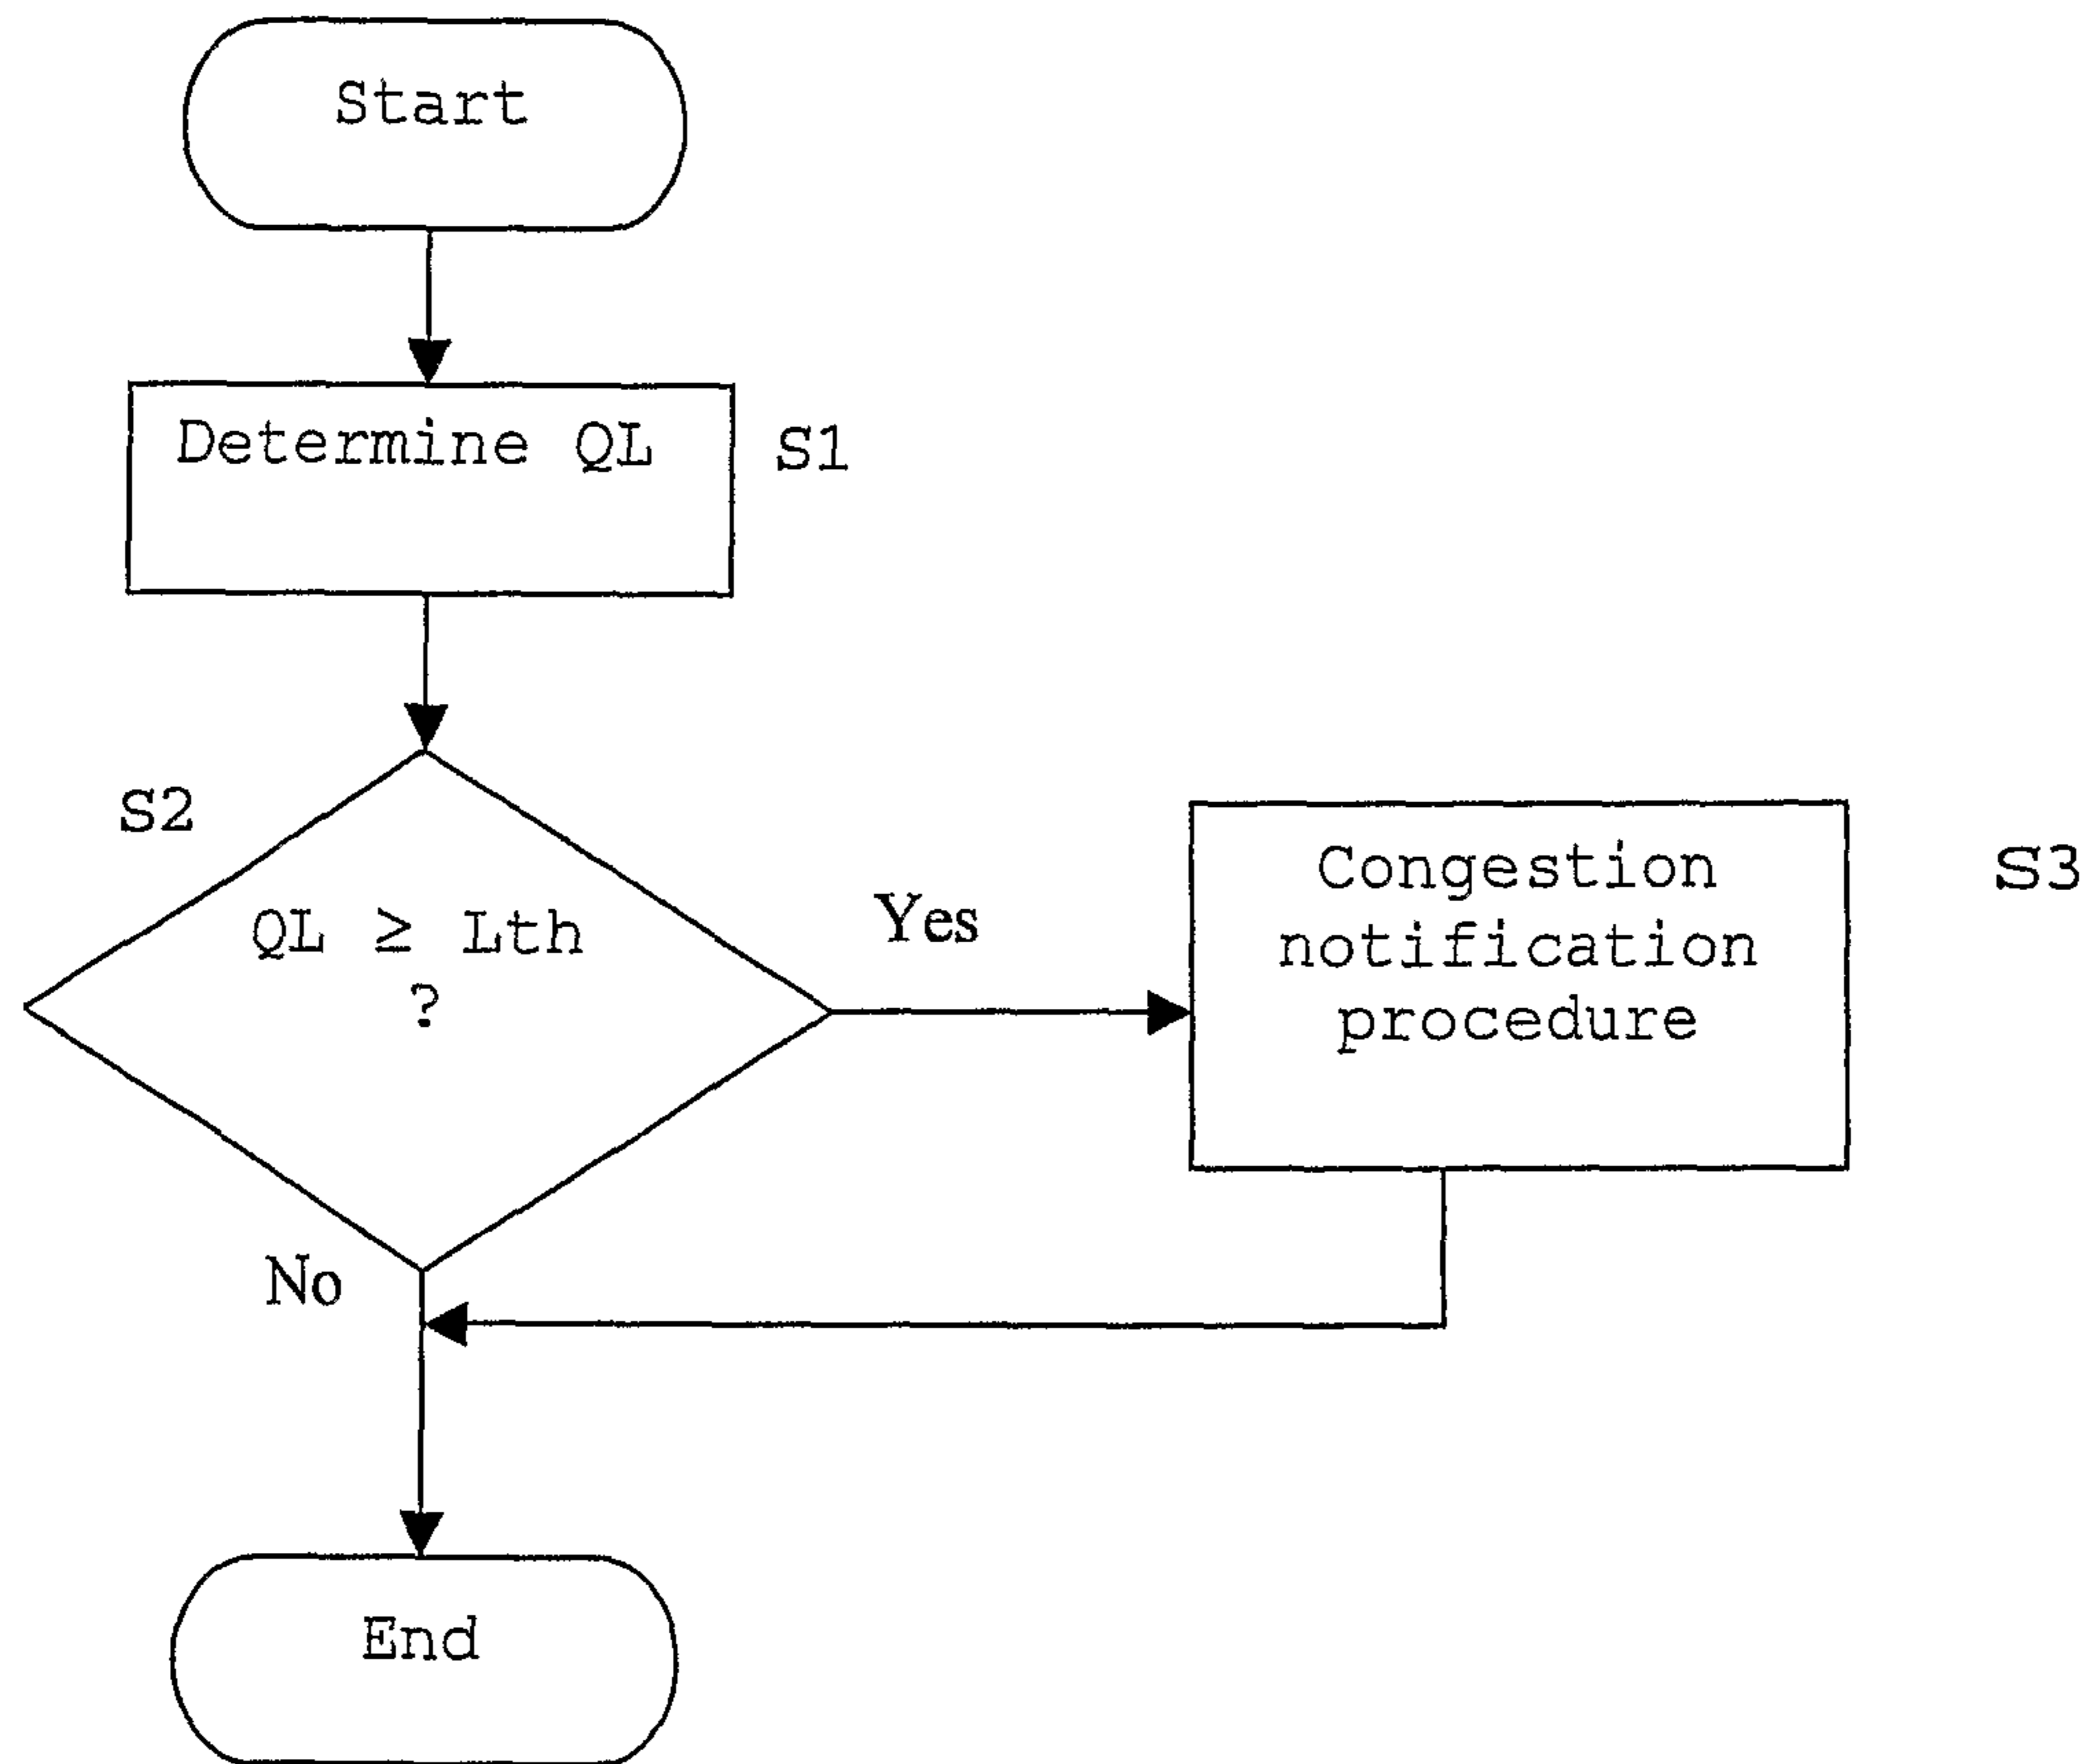 Start
Determine QL
S1
S2
QL ≥ Lth
?
Yes
Congestion
notification
procedure
S3
No
End